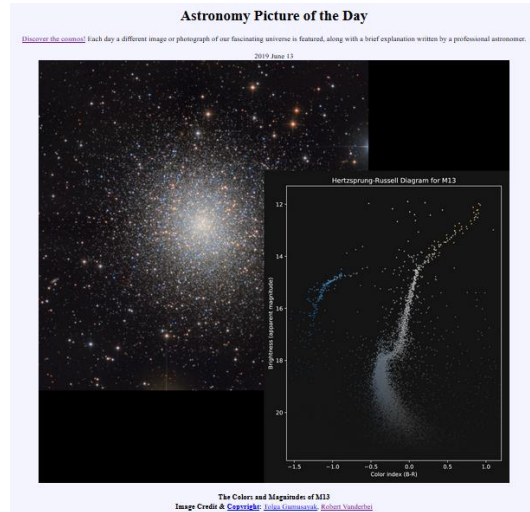 Astronomy Picture of the Day
Discover the cosmos! Each day a different image or photograph of our fascinating universe is featured, along with a brief explanation written by a professional astronomer.
2019 June 13
Hertzsprung-Russell Diagram for M13
Brightness (apparent magnitude)
12
14
16
18
20
−1.5 −1.0 −0.5 0.0 0.5 1.0
Color index (B-R)
The Colors and Magnitudes of M13
Image Credit & Copyright: Tolga Gumusayak, Robert Vanderbei